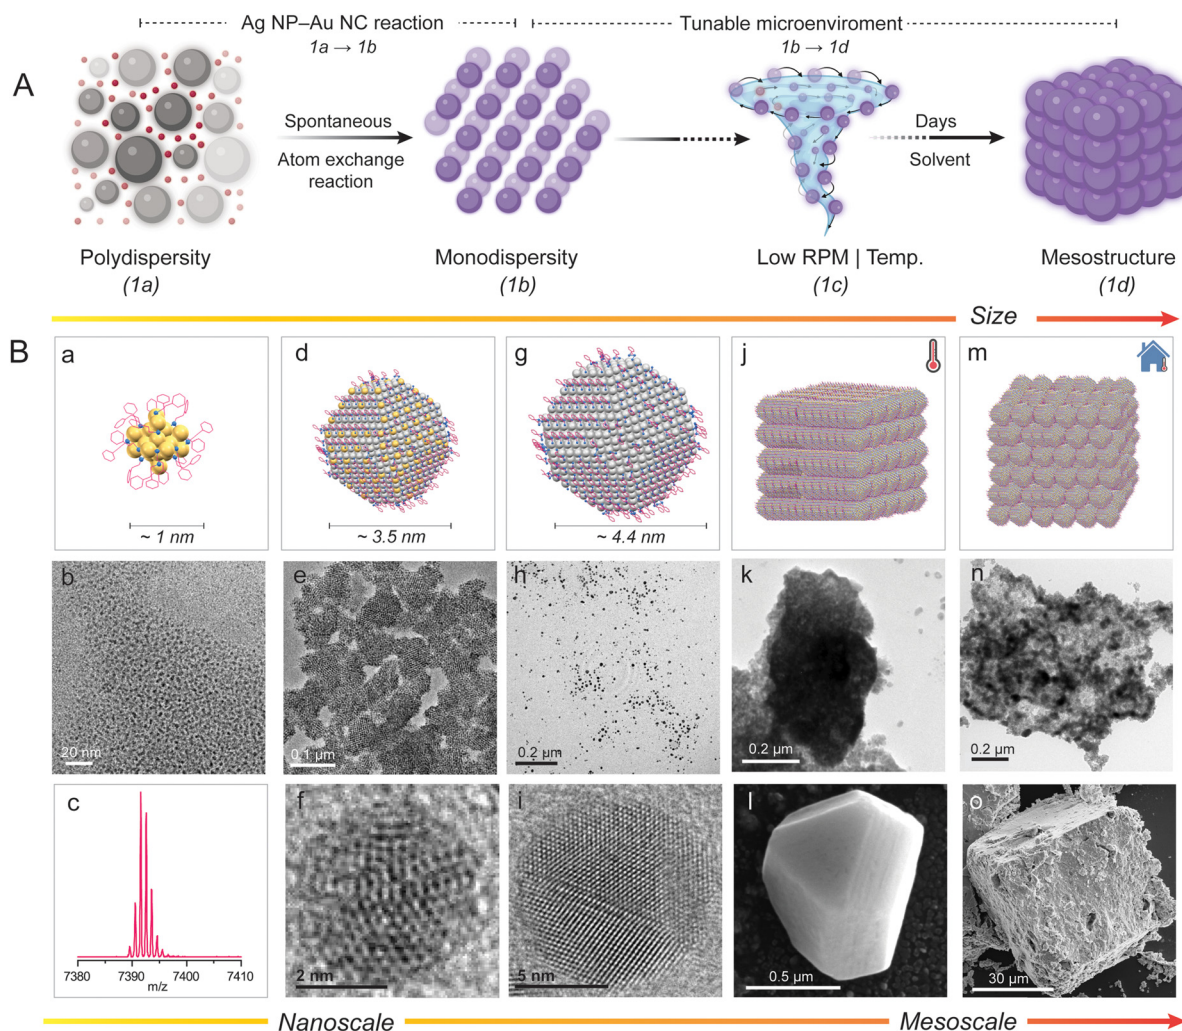 Ag NP–Au NC reaction
1a → 1b
Tunable microenviroment
1b → 1d
A
Spontaneous
Atom exchange
reaction
Days
Solvent
Polydispersity
(1a)
Monodispersity
(1b)
Low RPM | Temp.
(1c)
Mesostructure
(1d)
Size
B
a
d
g
j
m
~ 1 nm
~ 3.5 nm
~ 4.4 nm
b
e
h
k
n
20 nm
0.1 µm
0.2 µm
0.2 µm
0.2 µm
c
f
i
l
o
7380
7390
7400
7410
m/z
2 nm
5 nm
0.5 µm
30 µm
Nanoscale
Mesoscale